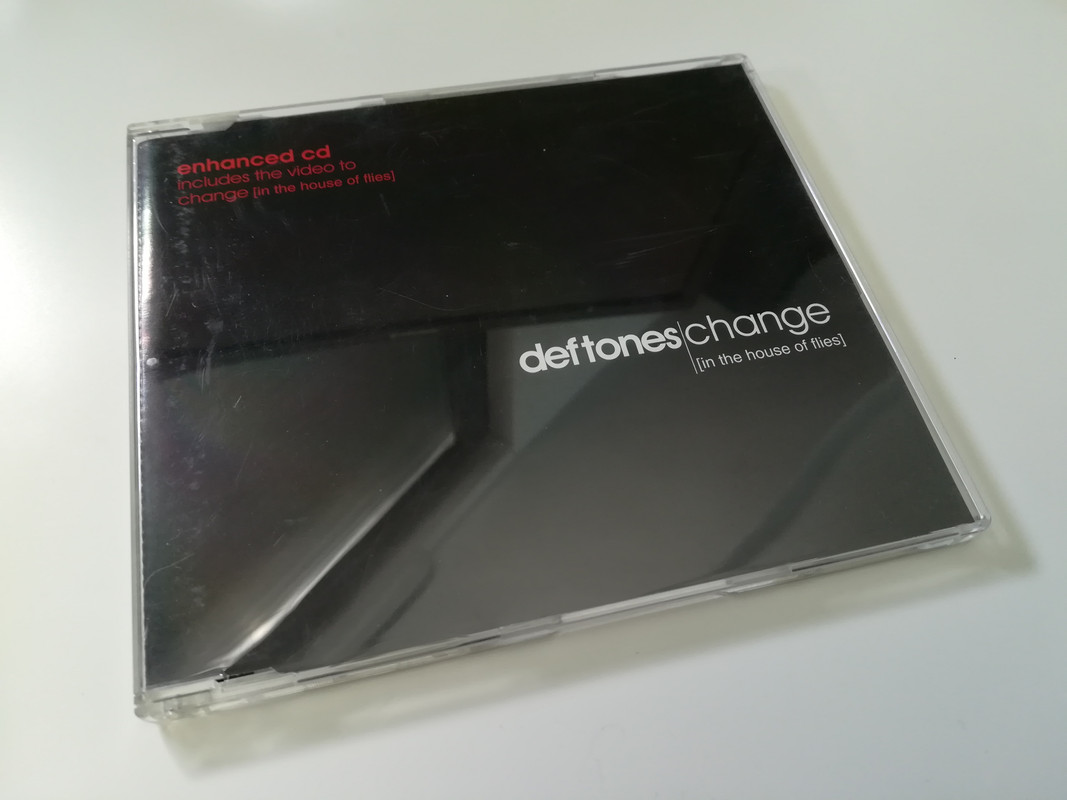 enhanced cd
includes the video to
change [in the house of flies]
deftones|change
[in the house of flies]